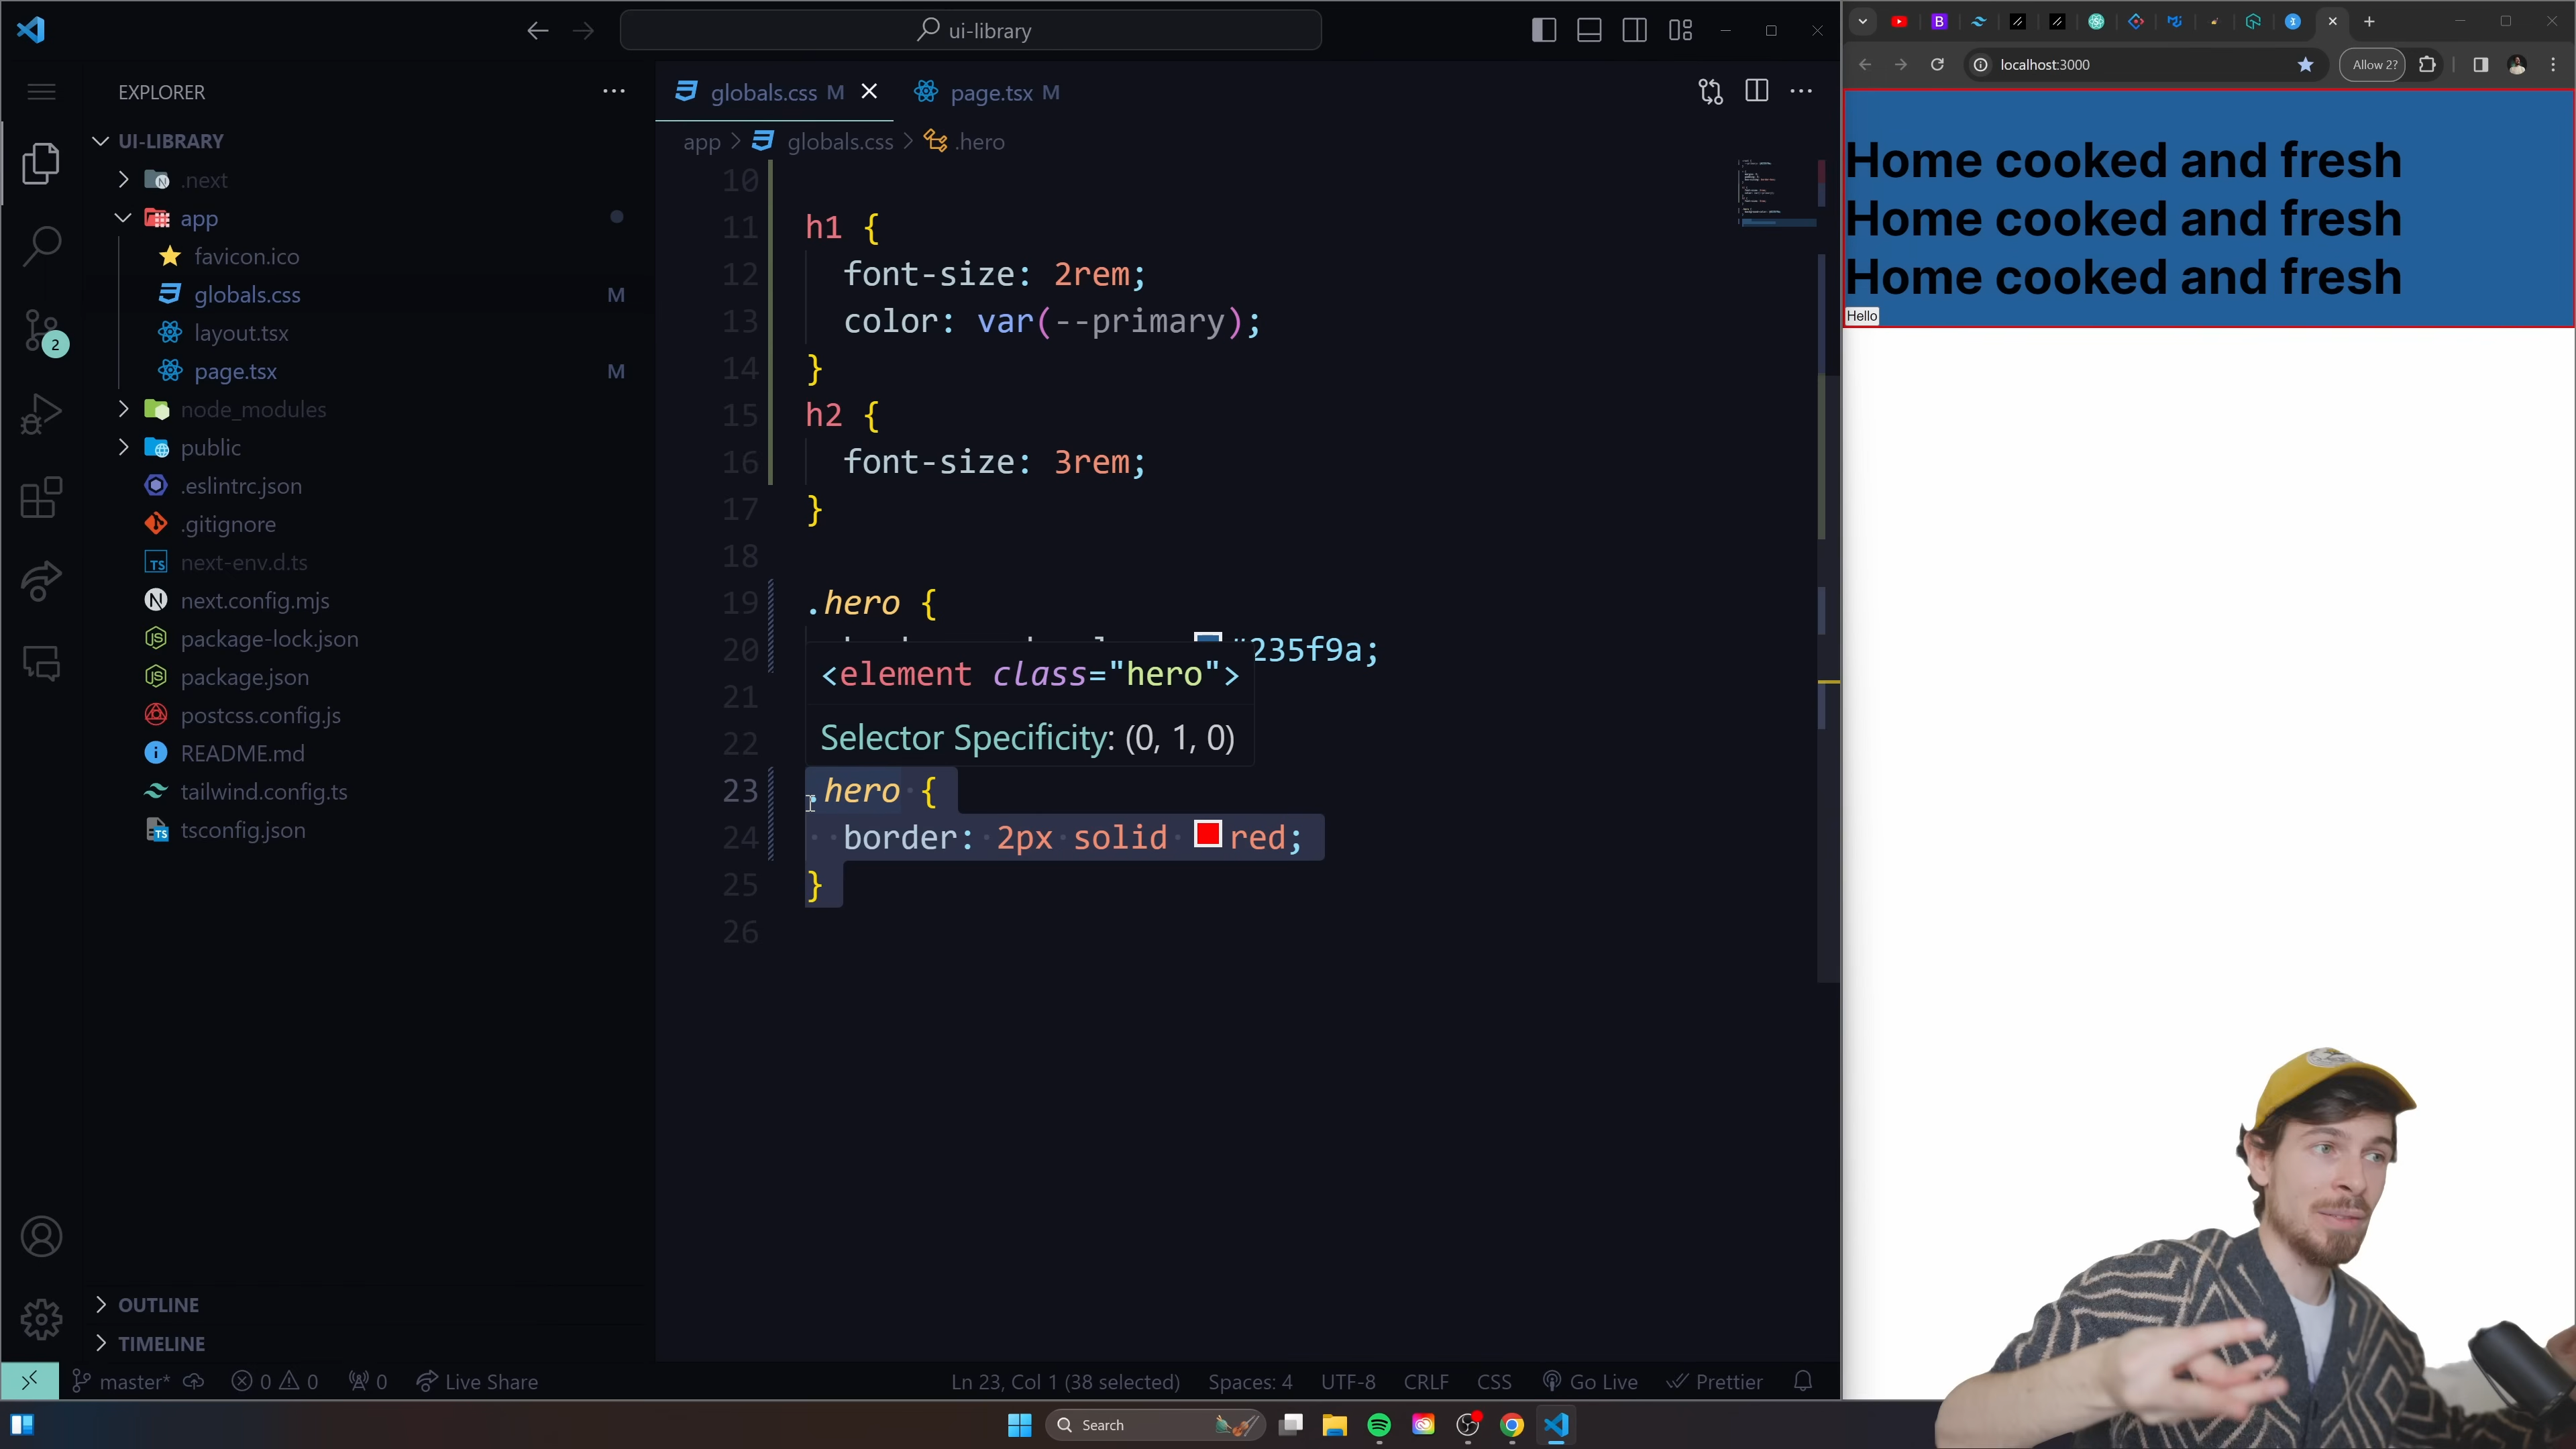 ui-library
EXPLORER
UI-LIBRARY
.next
app
favicon.ico
globals.css M
layout.tsx
page.tsx M
node_modules
public
.eslintrc.json
.gitignore
next-env.d.ts
next.config.mjs
package-lock.json
package.json
postcss.config.js
README.md
tailwind.config.ts
tsconfig.json
OUTLINE
TIMELINE
2
globals.css M
page.tsx M
app > globals.css > .hero
10
11 h1 {
12 font-size: 2rem;
13 color: var(--primary);
14 }
15 h2 {
16 font-size: 3rem;
17 }
18
19 .hero {
20 #235f9a;
<element class="hero">
21
Selector Specificity: (0, 1, 0)
22
23 .hero {
24 border: 2px solid red;
25 }
26
master* 0 0 0 Live Share
Ln 23, Col 1 (38 selected) Spaces: 4 UTF-8 CRLF CSS Go Live Prettier
localhost:3000
Allow 2?
Home cooked and fresh
Home cooked and fresh
Home cooked and fresh
Hello
Search